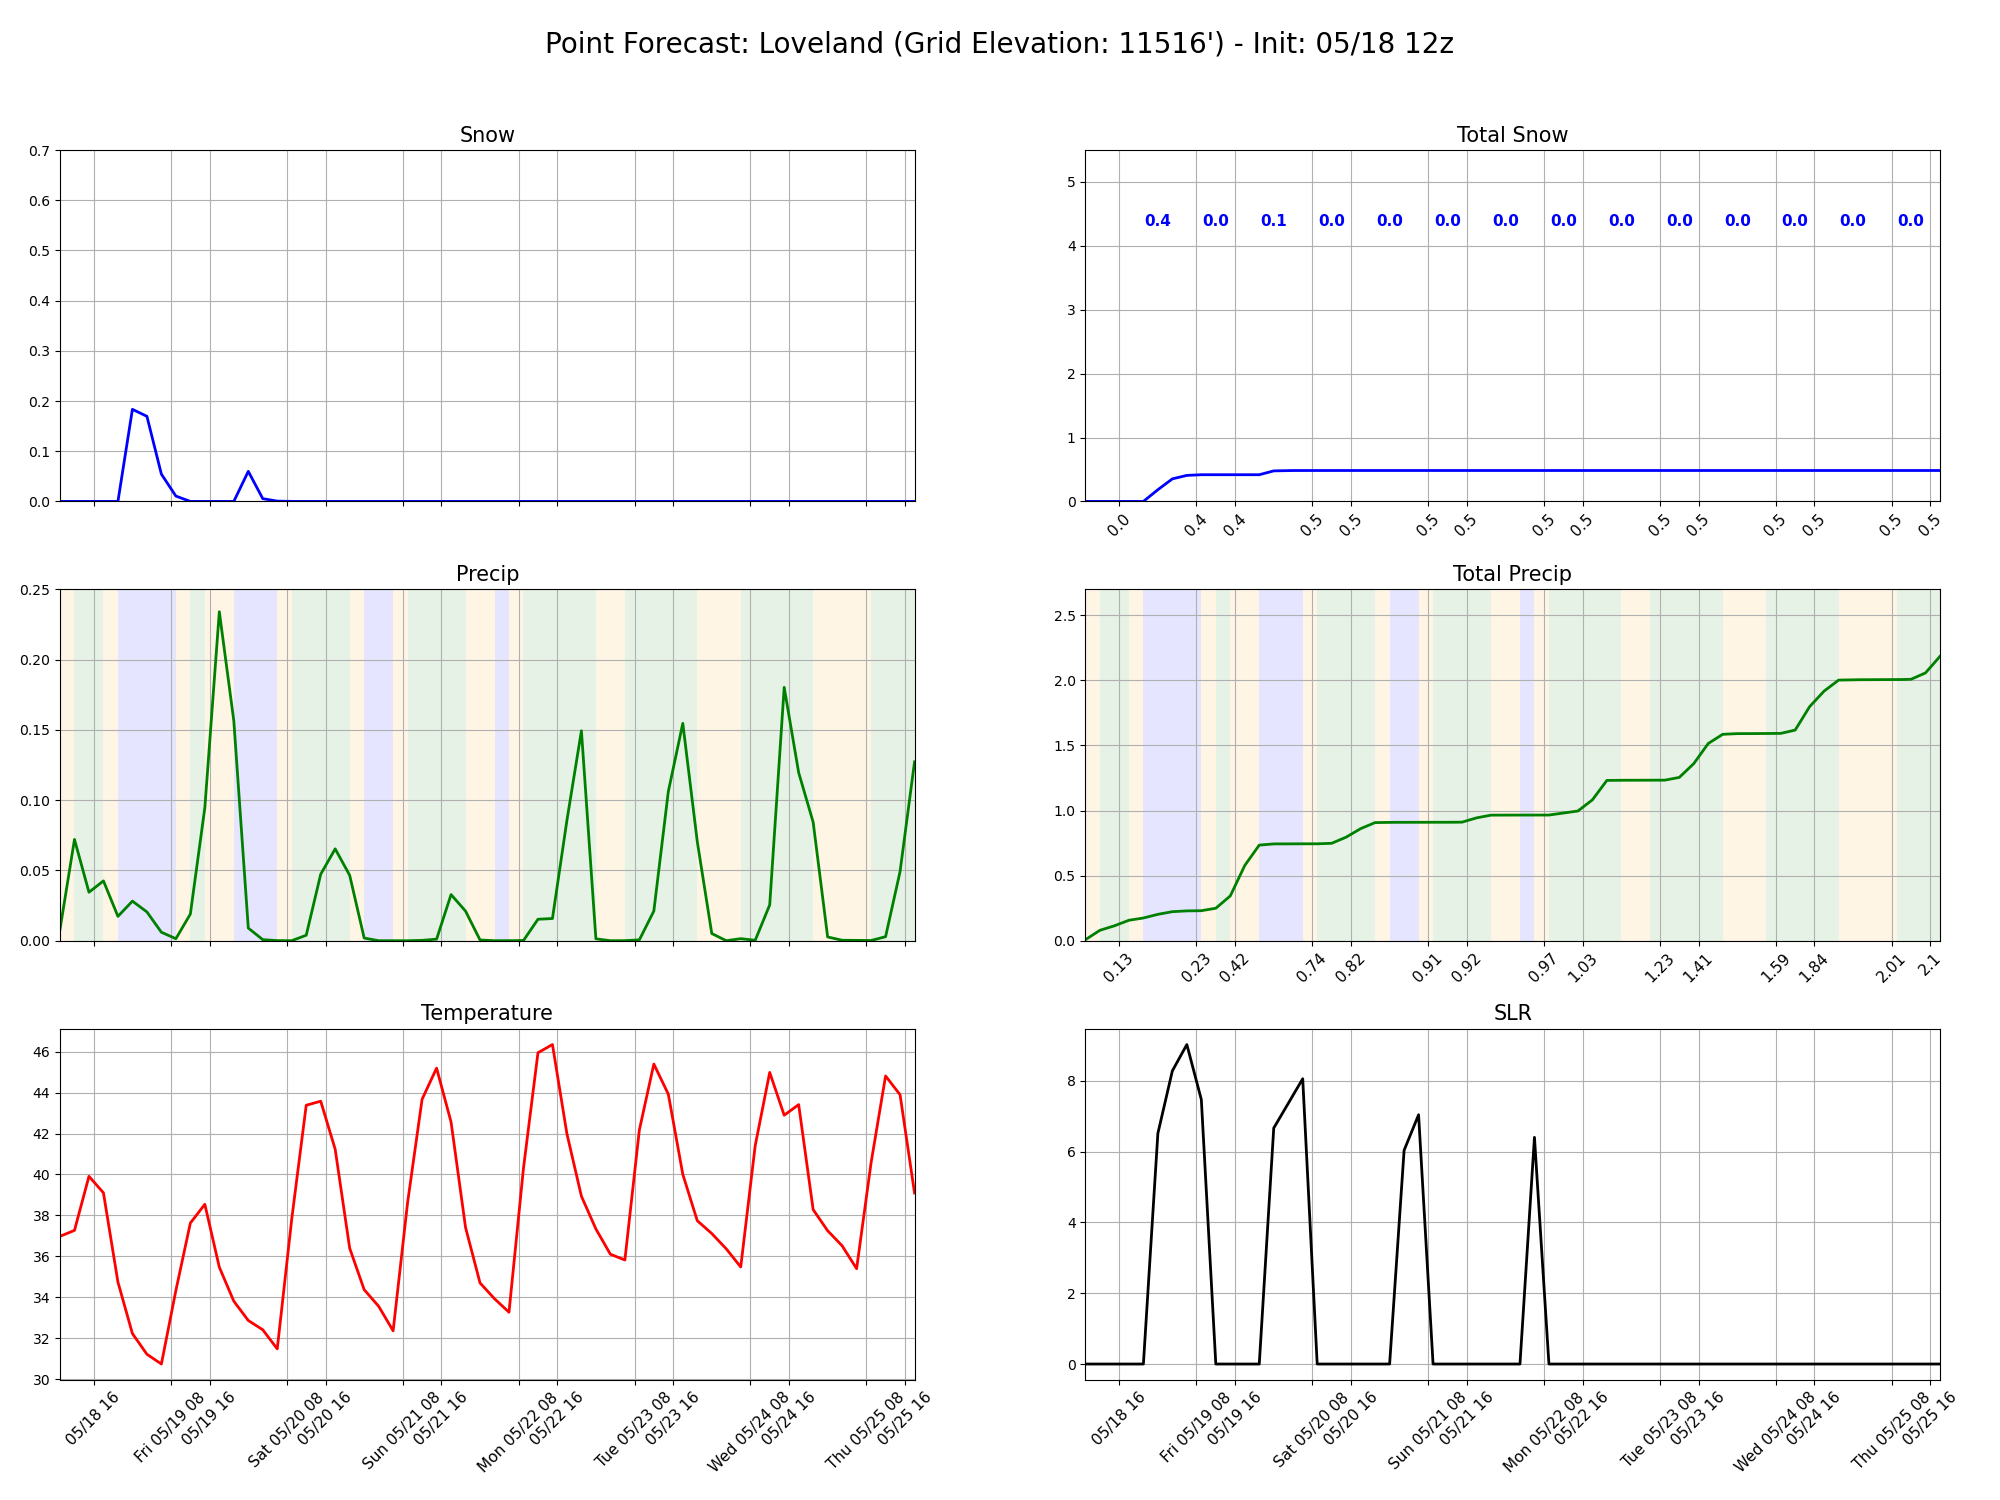 Point Forecast: Loveland (Grid Elevation: 11516') - Init: 05/18 12z
Snow
0.7
0.6
0.5
0.4
0.3
0.2
0.1
0.0
Total Snow
5
4
3
2
1
0
0.4 0.0 0.1 0.0 0.0 0.0 0.0 0.0 0.0 0.0 0.0 0.0 0.0 0.0
0.0 0.4 0.4 0.5 0.5 0.5 0.5 0.5 0.5 0.5 0.5 0.5 0.5 0.5 0.5
Precip
0.25
0.20
0.15
0.10
0.05
0.00
Total Precip
2.5
2.0
1.5
1.0
0.5
0.0
0.13 0.23 0.42 0.74 0.82 0.91 0.92 0.97 1.03 1.23 1.41 1.59 1.84 2.01 2.1
Temperature
46
44
42
40
38
36
34
32
30
05/18 16
Fri 05/19 08
05/19 16
Sat 05/20 08
05/20 16
Sun 05/21 08
05/21 16
Mon 05/22 08
05/22 16
Tue 05/23 08
05/23 16
Wed 05/24 08
05/24 16
Thu 05/25 08
05/25 16
SLR
8
6
4
2
0
05/18 16
Fri 05/19 08
05/19 16
Sat 05/20 08
05/20 16
Sun 05/21 08
05/21 16
Mon 05/22 08
05/22 16
Tue 05/23 08
05/23 16
Wed 05/24 08
05/24 16
Thu 05/25 08
05/25 16